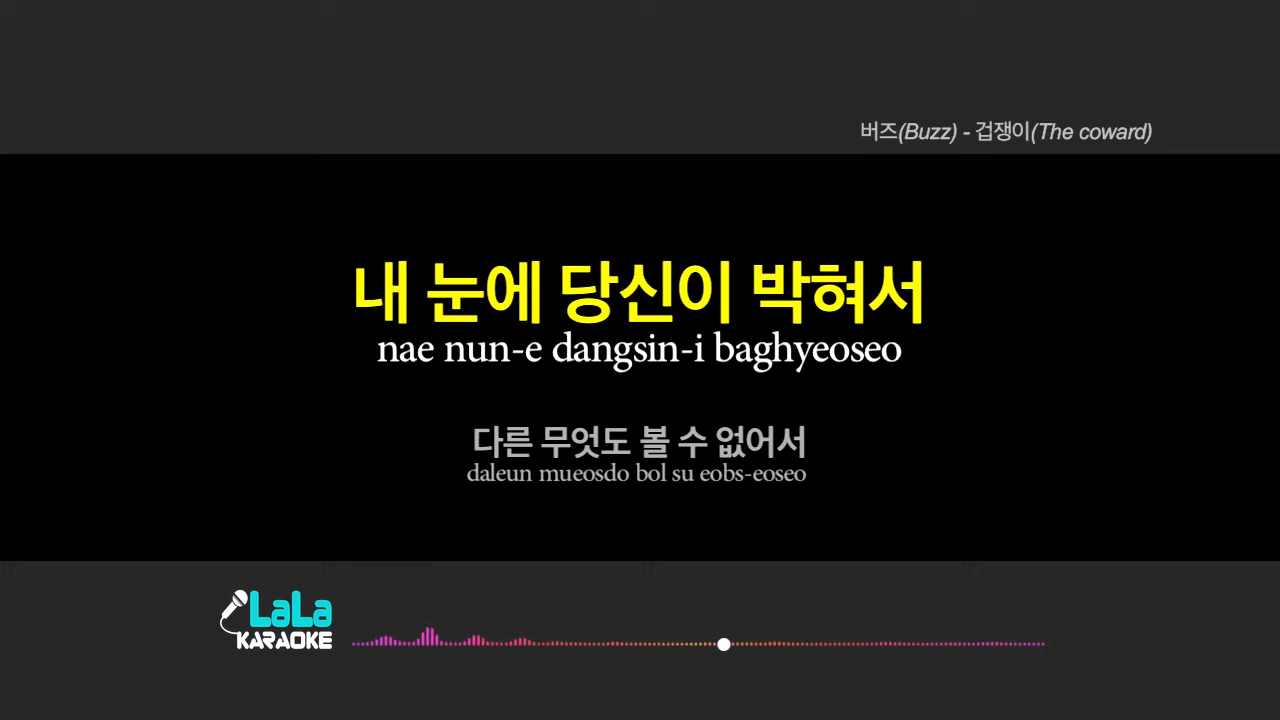 버즈(Buzz) - 겁쟁이(The coward)
내 눈에 당신이 박혀서
nae nun-e dangsin-i baghyeoseo
다른 무엇도 볼 수 없어서
daleun mueosdo bol su eobs-eoseo
LaLa
KARAOKE